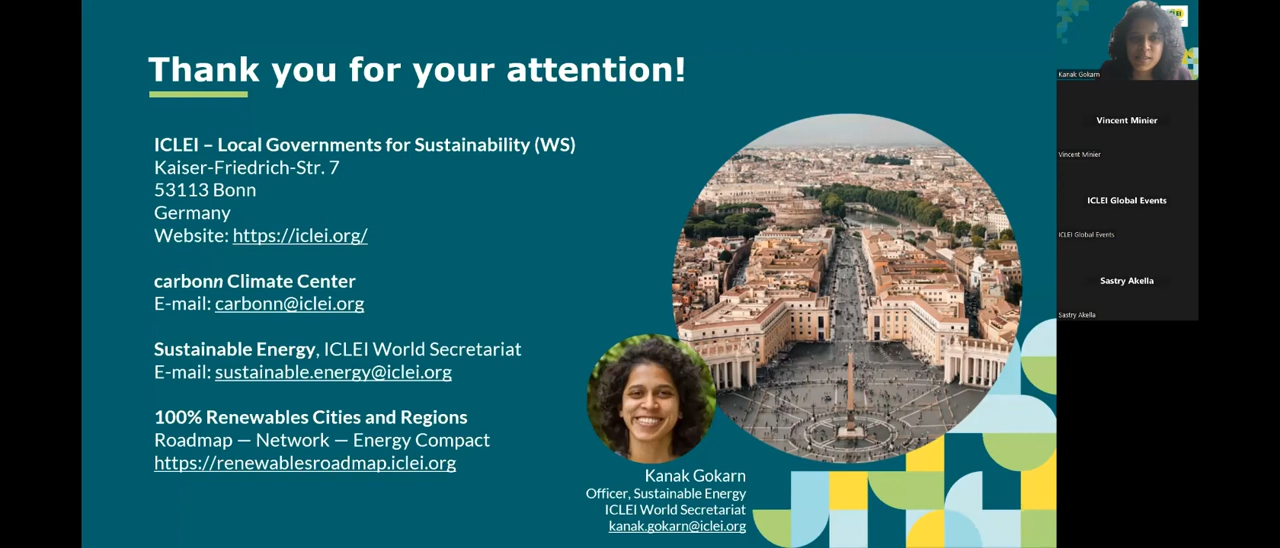 Thank you for your attention!
ICLEI – Local Governments for Sustainability (WS)
Kaiser-Friedrich-Str. 7
53113 Bonn
Germany
Website: https://iclei.org/
carbonn Climate Center
E-mail: carbonn@iclei.org
Sustainable Energy, ICLEI World Secretariat
E-mail: sustainable.energy@iclei.org
100% Renewables Cities and Regions
Roadmap — Network — Energy Compact
https://renewablesroadmap.iclei.org
Kanak Gokarn
Officer, Sustainable Energy
ICLEI World Secretariat
kanak.gokarn@iclei.org
Kanak Gokarn
Vincent Minier
Vincent Minier
ICLEI Global Events
ICLEI Global Events
Sastry Akella
Sastry Akella